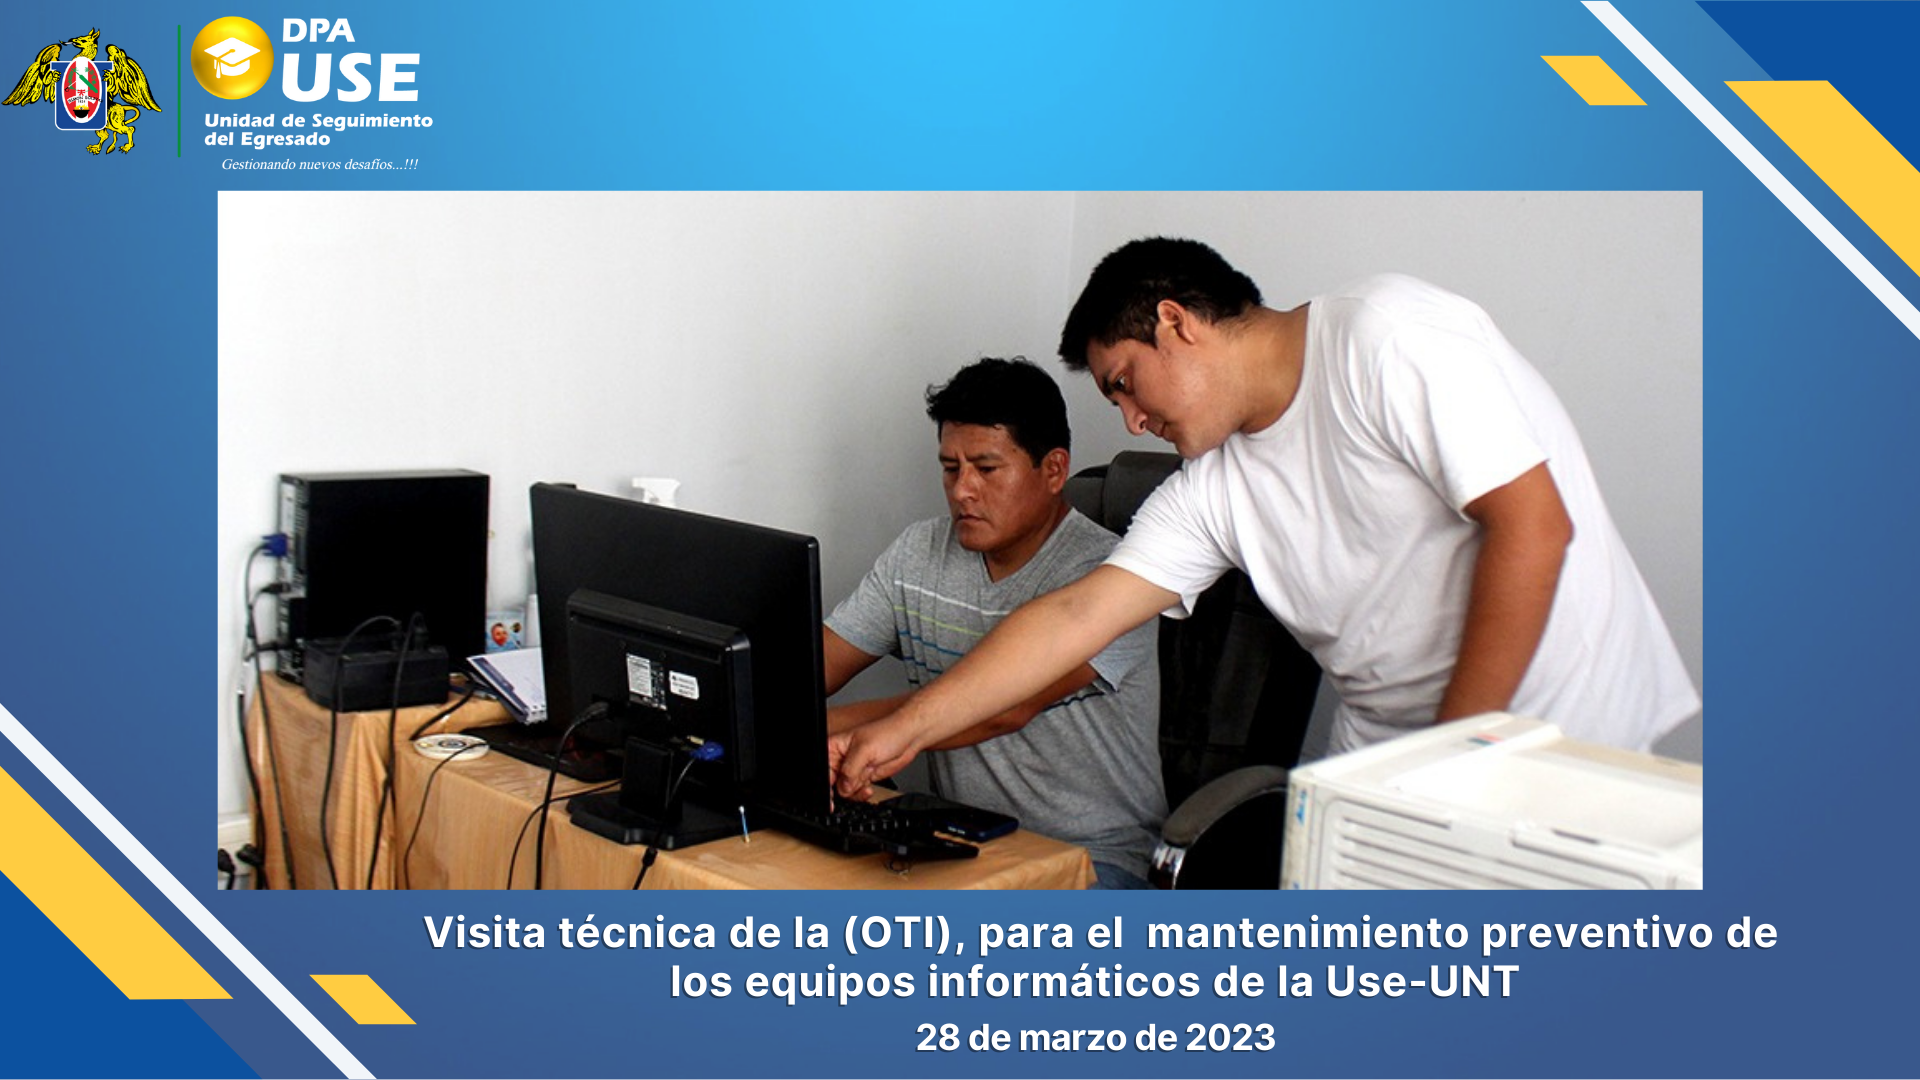 DPA
USE
Unidad de Seguimiento
del Egresado
Gestionando nuevos desafíos...!!!
Visita técnica de la (OTI), para el  mantenimiento preventivo de
los equipos informáticos de la Use-UNT
28 de marzo de 2023